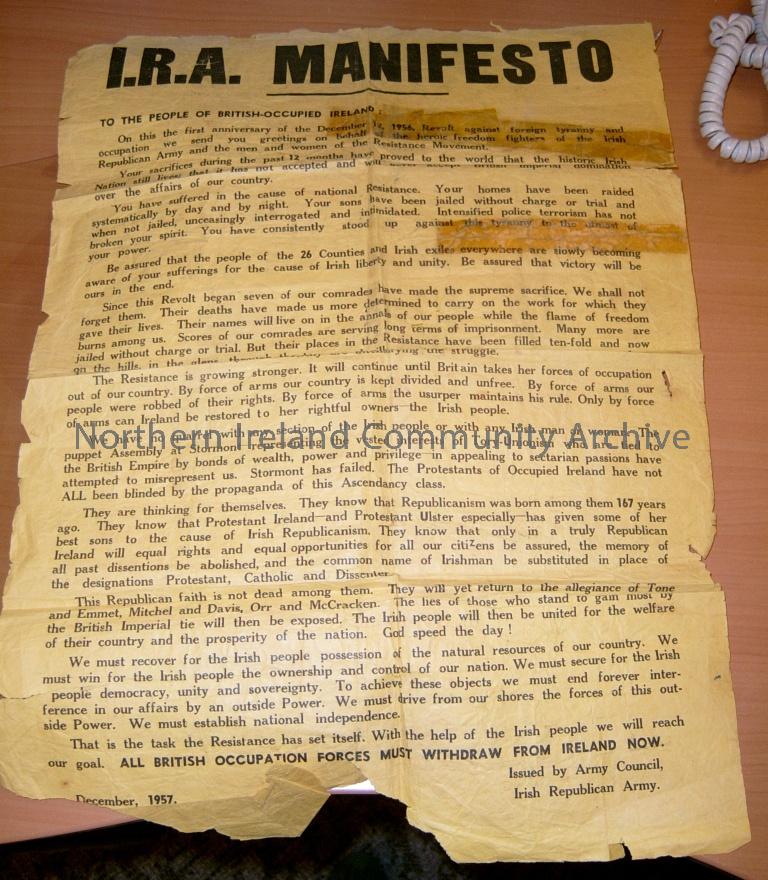 I.R.A. MANIFESTO
TO THE PEOPLE OF BRITISH-OCCUPIED IRELAND:
On this the first anniversary of the December 12, 1956, Revolt against foreign tyranny and
occupation we send you greetings on behalf of the heroic freedom fighters of the Irish
Republican Army and the men and women of the Resistance Movement.
Your sacrifices during the past 12 months have proved to the world that the historic Irish
Nation still lives; that it has not accepted and will never accept British imperial domination
over the affairs of our country.
You have suffered in the cause of national Resistance. Your homes have been raided
systematically by day and by night. Your sons have been jailed without charge or trial and
when not jailed, unceasingly interrogated and intimidated. Intensified police terrorism has not
broken your spirit. You have consistently stood up against this tyranny to the utmost of
your power.
Be assured that the people of the 26 Counties and Irish exiles everywhere are slowly becoming
aware of your sufferings for the cause of Irish liberty and unity. Be assured that victory will be
ours in the end.
Since this Revolt began seven of our comrades have made the supreme sacrifice. We shall not
forget them. Their deaths have made us more determined to carry on the work for which they
gave their lives. Their names will live on in the annals of our people while the flame of freedom
burns among us. Scores of our comrades are serving long terms of imprisonment. Many more are
jailed without charge or trial. But their places in the Resistance have been filled ten-fold and now
on the hills, in the glens, through the the struggle.
The Resistance is growing stronger. It will continue until Britain takes her forces of occupation
out of our country. By force of arms our country is kept divided and unfree. By force of arms our
people were robbed of their rights. By force of arms the usurper maintains his rule. Only by force
of arms can Ireland be restored to her rightful owners—the Irish people.
with any section of the Irish people or with any Irishman or woman. The
puppet Assembly at Stormont representing the vested interests of Unionism that are tied to
the British Empire by bonds of wealth, power and privilege in appealing to sectarian passions have
attempted to misrepresent us. Stormont has failed. The Protestants of Occupied Ireland have not
ALL been blinded by the propaganda of this Ascendancy class.
They are thinking for themselves. They know that Republicanism was born among them 167 years
ago. They know that Protestant Ireland—and Protestant Ulster especially—has given some of her
best sons to the cause of Irish Republicanism. They know that only in a truly Republican
Ireland will equal rights and equal opportunities for all our citizens be assured, the memory of
all past dissentions be abolished, and the common name of Irishman be substituted in place of
the designations Protestant, Catholic and Dissenter.
This Republican faith is not dead among them. They will yet return to the allegiance of Tone
and Emmet, Mitchel and Davis, Orr and McCracken. The lies of those who stand to gain most by
the British Imperial tie will then be exposed. The Irish people will then be united for the welfare
of their country and the prosperity of the nation. God speed the day !
We must recover for the Irish people possession of the natural resources of our country. We
must win for the Irish people the ownership and control of our nation. We must secure for the Irish
people democracy, unity and sovereignty. To achieve these objects we must end forever inter-
ference in our affairs by an outside Power. We must drive from our shores the forces of this out-
side Power. We must establish national independence.
That is the task the Resistance has set itself. With the help of the Irish people we will reach
our goal. ALL BRITISH OCCUPATION FORCES MUST WITHDRAW FROM IRELAND NOW.
Issued by Army Council,
Irish Republican Army.
December, 1957.
Northern Ireland Community Archive